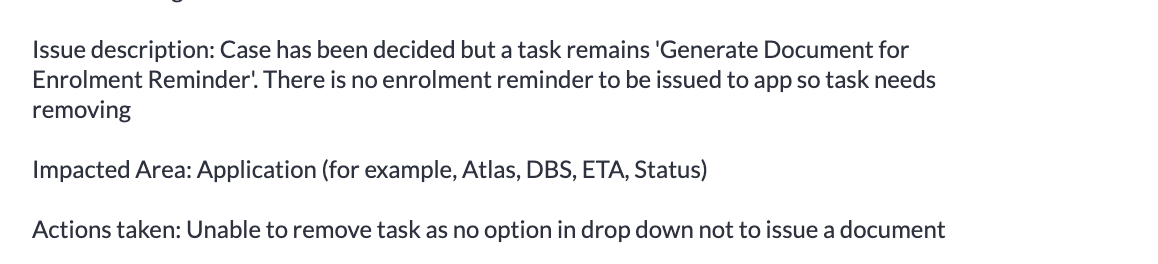 Issue description: Case has been decided but a task remains 'Generate Document for
Enrolment Reminder'. There is no enrolment reminder to be issued to app so task needs
removing
Impacted Area: Application (for example, Atlas, DBS, ETA, Status)
Actions taken: Unable to remove task as no option in drop down not to issue a document